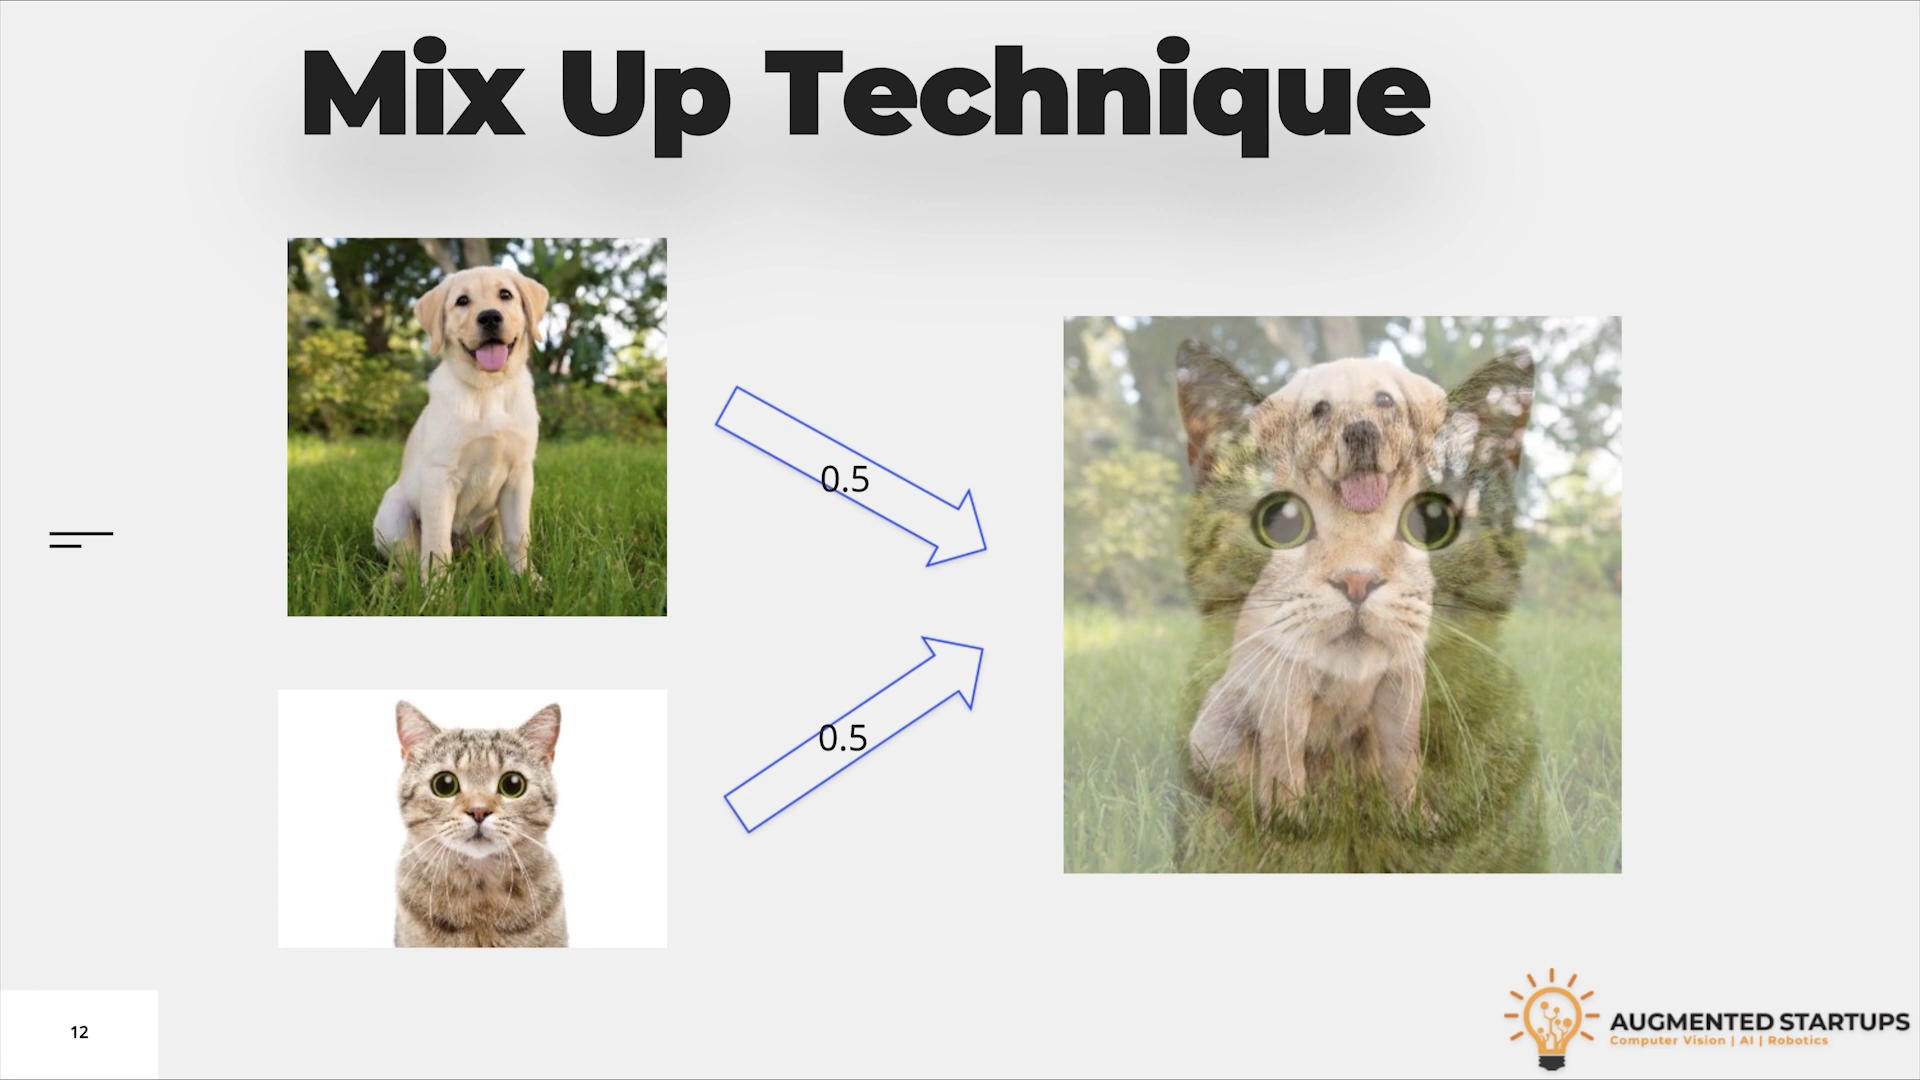 Mix Up Technique
0.5
0.5
12
AUGMENTED STARTUPS
Computer Vision | AI | Robotics